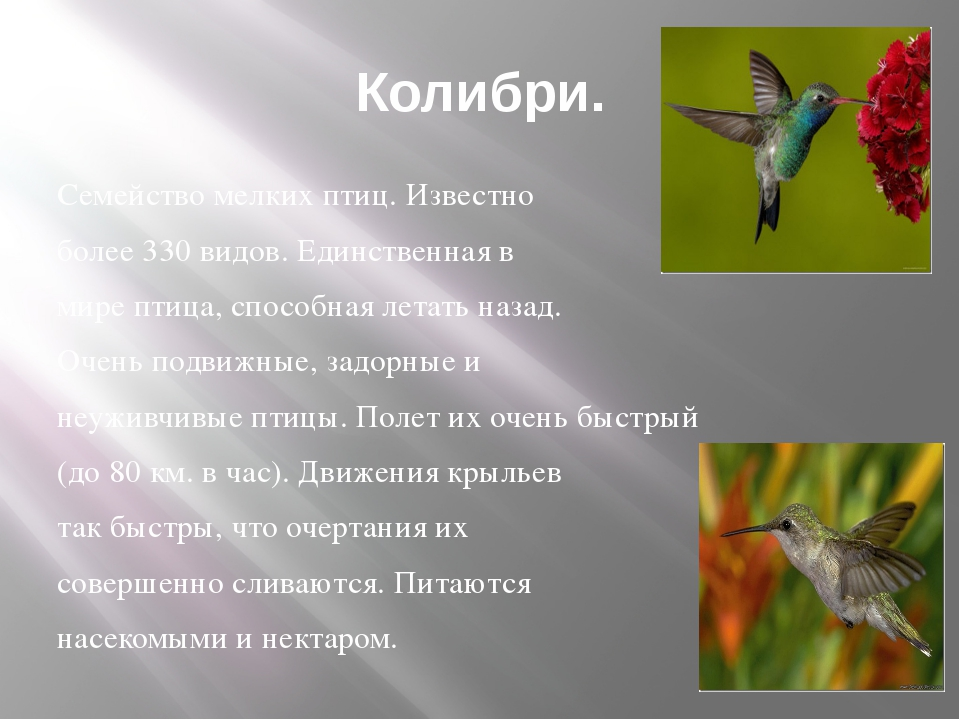 Колибри.
Семейство мелких птиц. Известно
более 330 видов. Единственная в
мире птица, способная летать назад.
Очень подвижные, задорные и
неуживчивые птицы. Полет их очень быстрый
(до 80 км. в час). Движения крыльев
так быстры, что очертания их
совершенно сливаются. Питаются
насекомыми и нектаром.